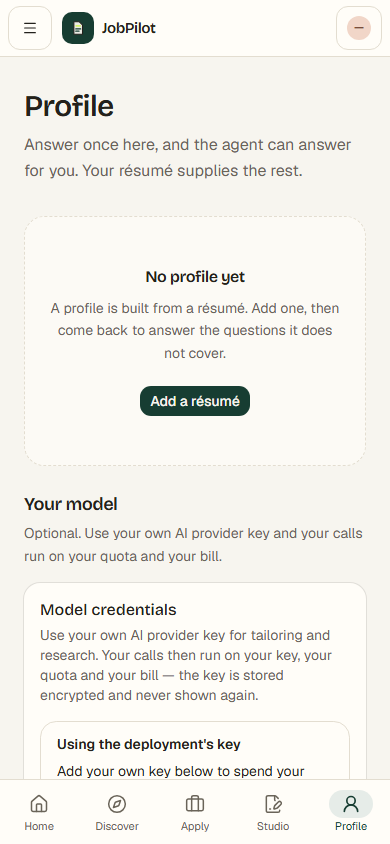 JobPilot
Profile
Answer once here, and the agent can answer
for you. Your résumé supplies the rest.
No profile yet
A profile is built from a résumé. Add one, then
come back to answer the questions it does
not cover.
Add a résumé
Your model
Optional. Use your own AI provider key and your calls
run on your quota and your bill.
Model credentials
Use your own AI provider key for tailoring and
research. Your calls then run on your key, your
quota and your bill — the key is stored
encrypted and never shown again.
Using the deployment's key
Add your own key below to spend your
Home
Discover
Apply
Studio
Profile